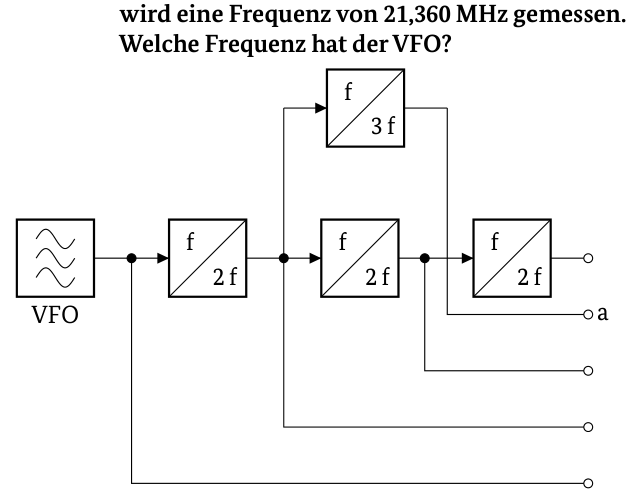 wird eine Frequenz von 21,360 MHz gemessen.
Welche Frequenz hat der VFO?
f
3 f
f
2 f
f
2 f
f
2 f
VFO
a